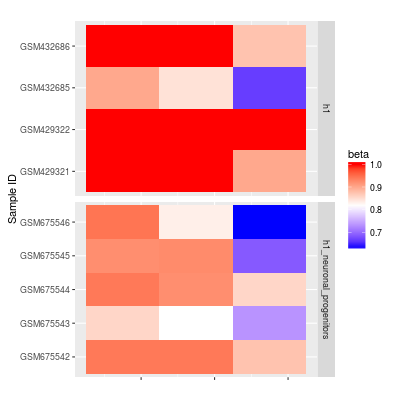 Sample ID
GSM432686
GSM432685
GSM429322
GSM429321
h1
GSM675546
GSM675545
GSM675544
GSM675543
GSM675542
h1_neuronal_progenitors
beta
1.0
0.9
0.8
0.7